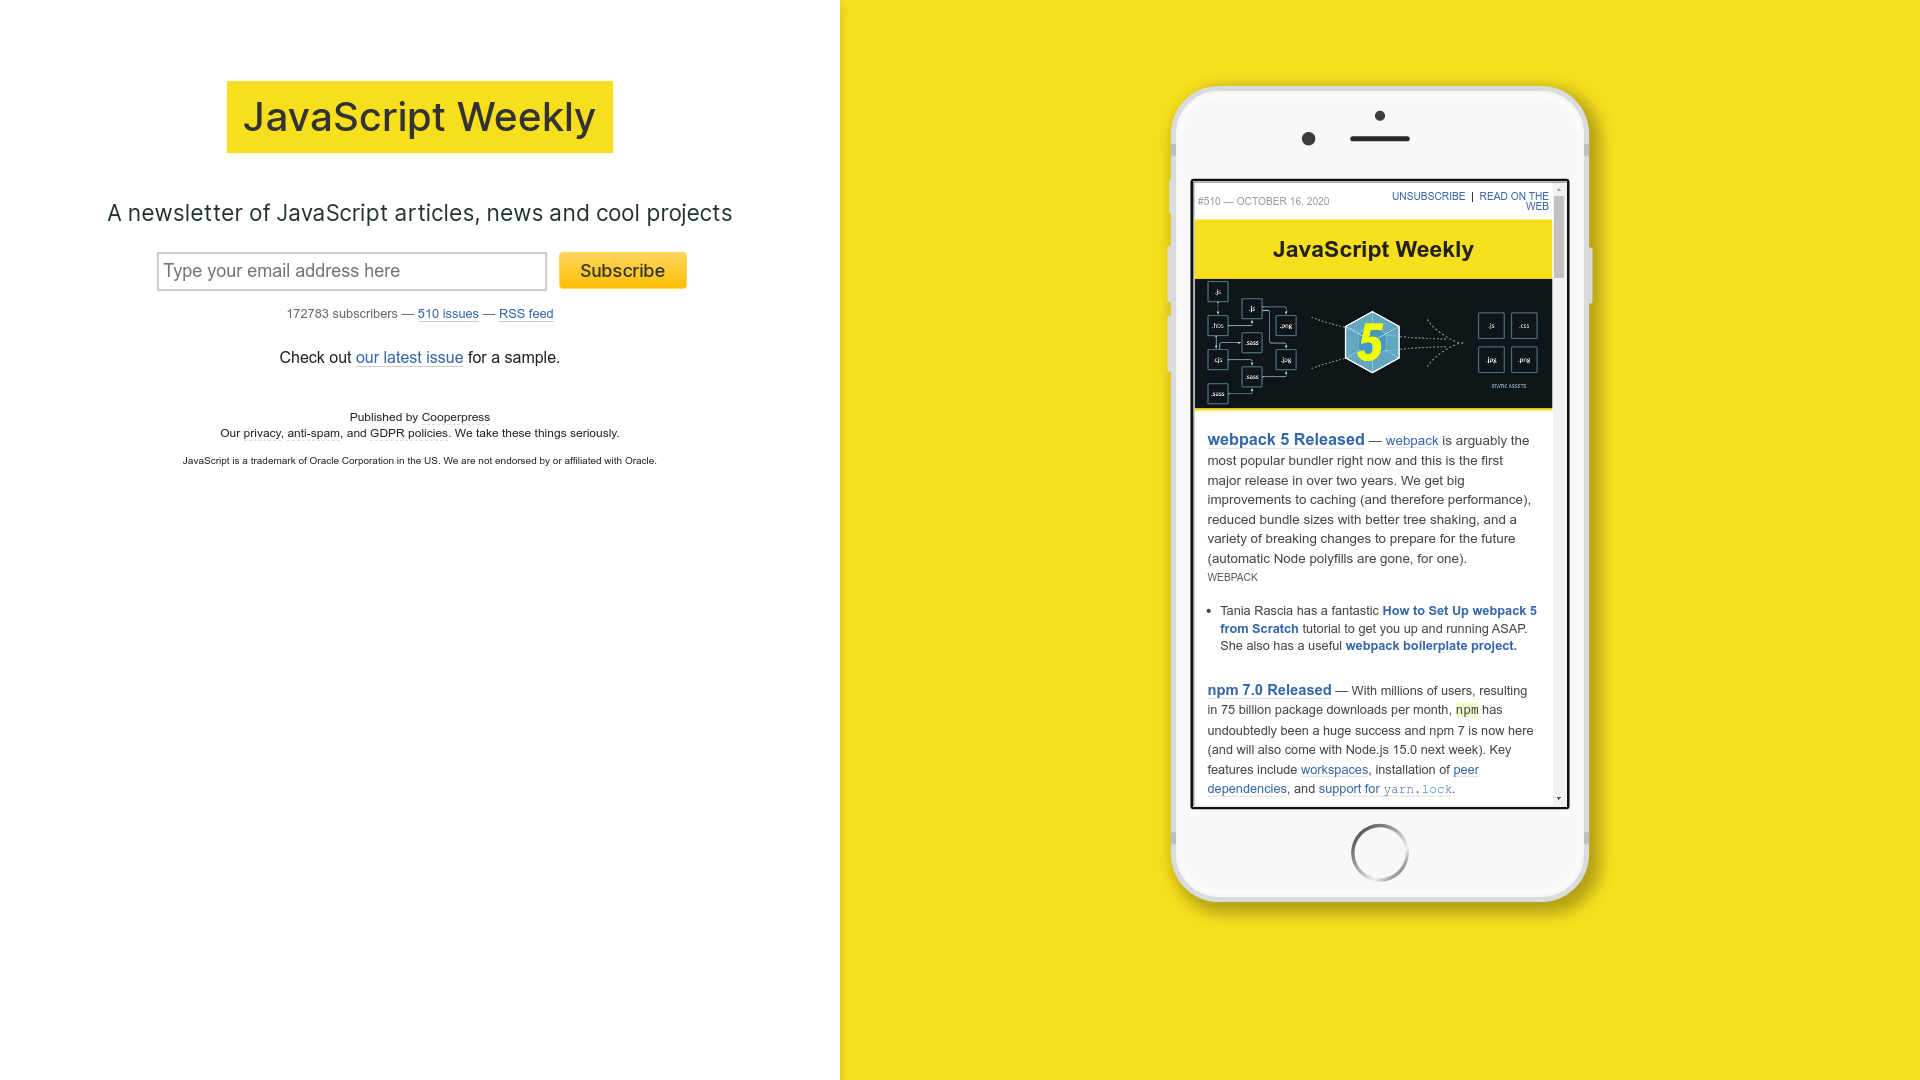 JavaScript Weekly
A newsletter of JavaScript articles, news and cool projects
Type your email address here
Subscribe
172783 subscribers — 510 issues — RSS feed
Check out our latest issue for a sample.
Published by Cooperpress
Our privacy, anti-spam, and GDPR policies. We take these things seriously.
JavaScript is a trademark of Oracle Corporation in the US. We are not endorsed by or affiliated with Oracle.
#510 — OCTOBER 16, 2020
UNSUBSCRIBE | READ ON THE
WEB
JavaScript Weekly
.js
.js
.hbs
.png
.sass
.cjs
.jpg
.sass
.sass
5
.js
.css
.jpg
.png
STATIC ASSETS
webpack 5 Released — webpack is arguably the
most popular bundler right now and this is the first
major release in over two years. We get big
improvements to caching (and therefore performance),
reduced bundle sizes with better tree shaking, and a
variety of breaking changes to prepare for the future
(automatic Node polyfills are gone, for one).
WEBPACK
• Tania Rascia has a fantastic How to Set Up webpack 5
from Scratch tutorial to get you up and running ASAP.
She also has a useful webpack boilerplate project.
npm 7.0 Released — With millions of users, resulting
in 75 billion package downloads per month, npm has
undoubtedly been a huge success and npm 7 is now here
(and will also come with Node.js 15.0 next week). Key
features include workspaces, installation of peer
dependencies, and support for yarn.lock.